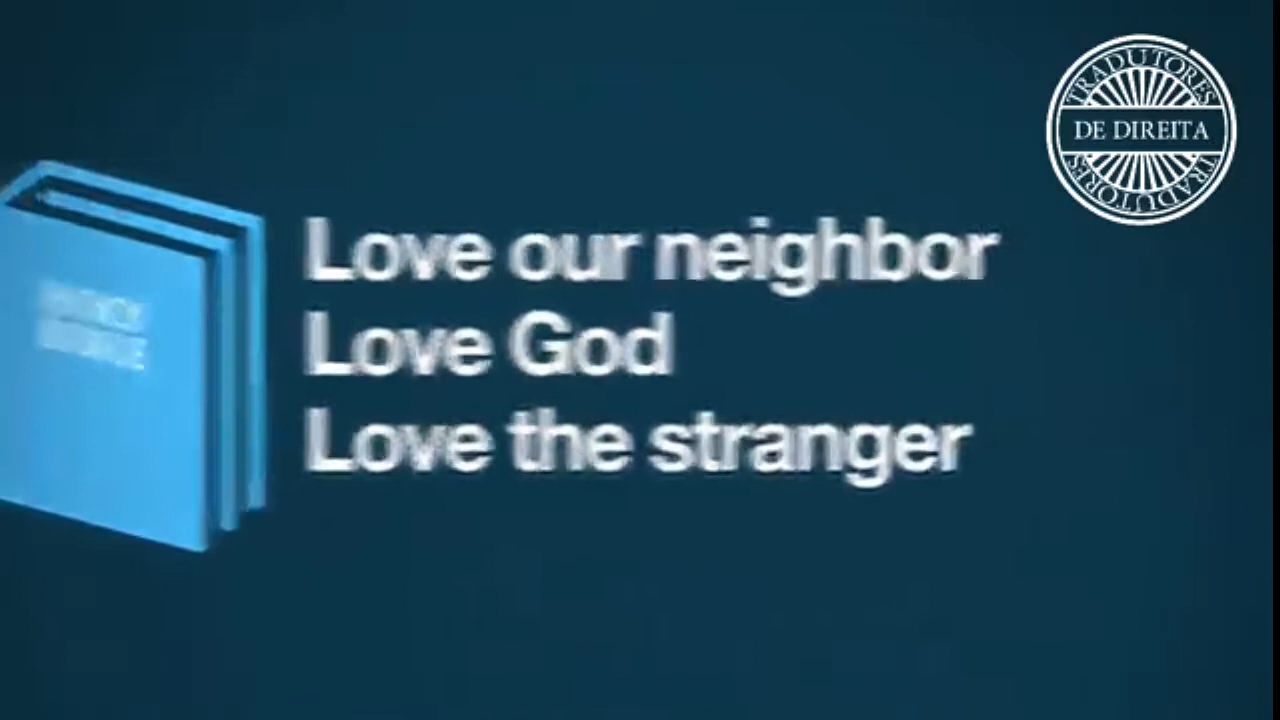 TRADUTORES
DE DIREITA
TRADUTORES
Love our neighbor
Love God
Love the stranger